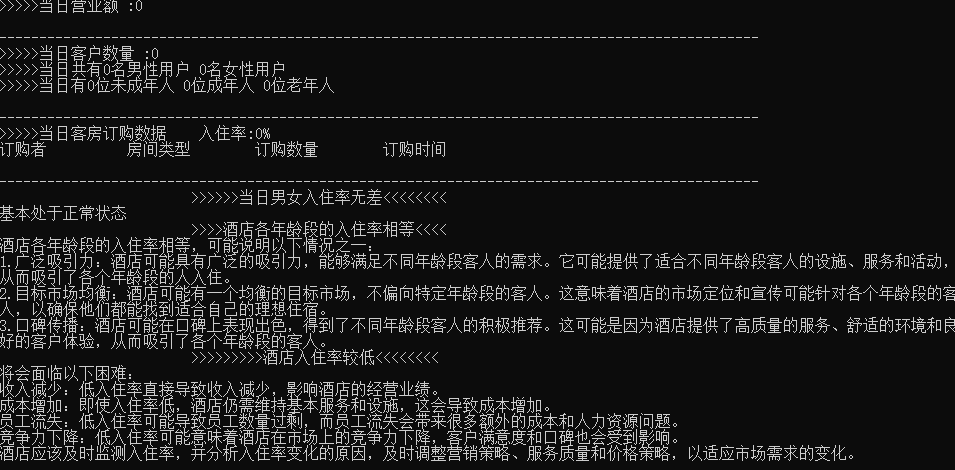 >>>>>当日营业额 :0
-----------------------------------------------------------------------------------------------
>>>>>当日客户数量 :0
>>>>>当日共有0名男性用户 0名女性用户
>>>>>当日有0位未成年人 0位成年人 0位老年人
-----------------------------------------------------------------------------------------------
>>>>>当日客房订购数据    入住率:0%
订购者          房间类型        订购数量        订购时间
-----------------------------------------------------------------------------------------------
>>>>>>当日男女入住率无差<<<<<<<<
基本处于正常状态
>>>>酒店各年龄段的入住率相等<<<<
酒店各年龄段的入住率相等，可能说明以下情况之一：
1.广泛吸引力：酒店可能具有广泛的吸引力，能够满足不同年龄段客人的需求。它可能提供了适合不同年龄段客人的设施、服务和活动，
从而吸引了各个年龄段的人入住。
2.目标市场均衡：酒店可能有一个均衡的目标市场，不偏向特定年龄段的客人。这意味着酒店的市场定位和宣传可能针对各个年龄段的客
人，以确保他们都能找到适合自己的理想住宿。
3.口碑传播：酒店可能在口碑上表现出色，得到了不同年龄段客人的积极推荐。这可能是因为酒店提供了高质量的服务、舒适的环境和良
好的客户体验，从而吸引了各个年龄段的客人。
>>>>>>>>>酒店入住率较低<<<<<<<<
将会面临以下困难：
收入减少：低入住率直接导致收入减少，影响酒店的经营业绩。
成本增加：即使入住率低，酒店仍需维持基本服务和设施，这会导致成本增加。
员工流失：低入住率可能导致员工数量过剩，而员工流失会带来很多额外的成本和人力资源问题。
竞争力下降：低入住率可能意味着酒店在市场上的竞争力下降，客户满意度和口碑也会受到影响。
酒店应该及时监测入住率，并分析入住率变化的原因，及时调整营销策略、服务质量和价格策略，以适应市场需求的变化。